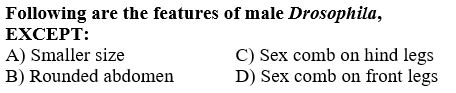 Following are the features of male Drosophila,
EXCEPT:
A) Smaller size C) Sex comb on hind legs
B) Rounded abdomen D) Sex comb on front legs